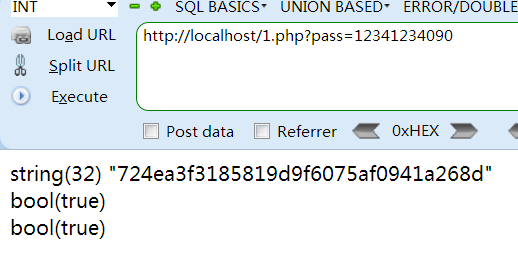 INT SQL BASICS UNION BASED ERROR/DOUBLE
Load URL http://localhost/1.php?pass=12341234090
Split URL
Execute
Post data Referrer 0xHEX
string(32) "724ea3f3185819d9f6075af0941a268d"
bool(true)
bool(true)